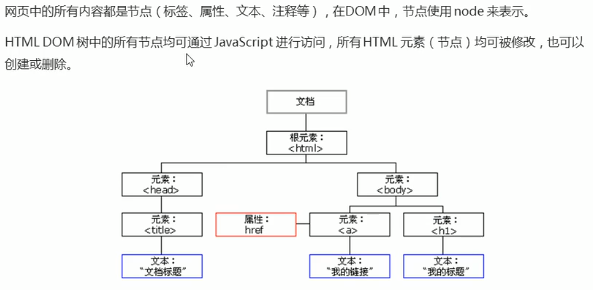 网页中的所有内容都是节点（标签、属性、文本、注释等），在DOM中，节点使用node来表示。
HTML DOM 树中的所有节点均可通过 JavaScript 进行访问，所有 HTML 元素（节点）均可被修改，也可以
创建或删除。
文档
根元素：
<html>
元素：
<head>
元素：
<body>
元素：
<title>
属性：
href
元素：
<a>
元素：
<h1>
文本：
“文档标题”
文本：
“我的链接”
文本：
“我的标题”